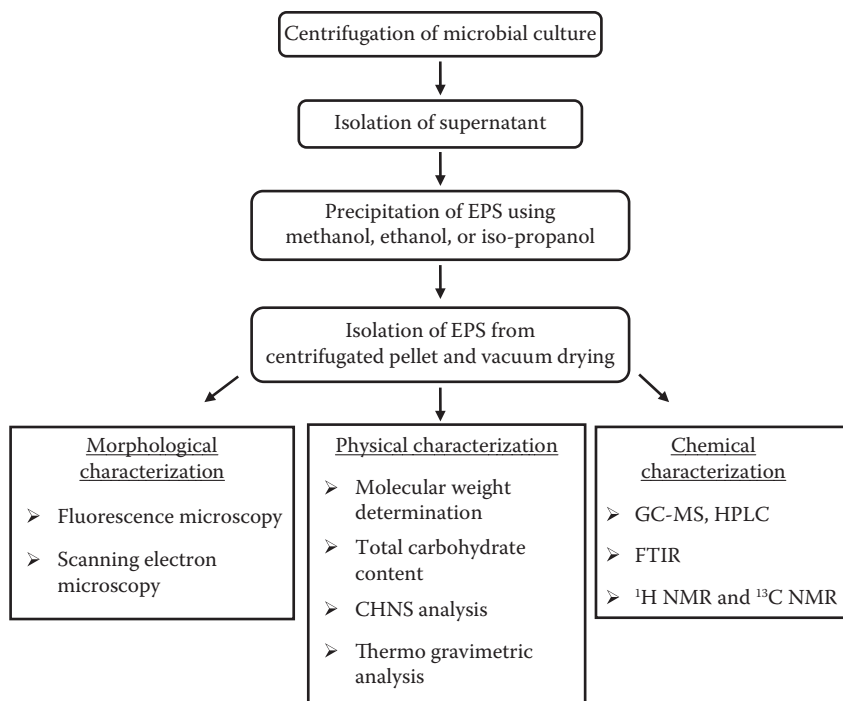 Centrifugation of microbial culture
Isolation of supernatant
Precipitation of EPS using
methanol, ethanol, or iso-propanol
Isolation of EPS from
centrifugated pellet and vacuum drying
Morphological
characterization
➢ Fluorescence microscopy
➢ Scanning electron
microscopy
Physical characterization
➢ Molecular weight
determination
➢ Total carbohydrate
content
➢ CHNS analysis
➢ Thermo gravimetric
analysis
Chemical
characterization
➢ GC-MS, HPLC
➢ FTIR
➢ ¹H NMR and ¹³C NMR